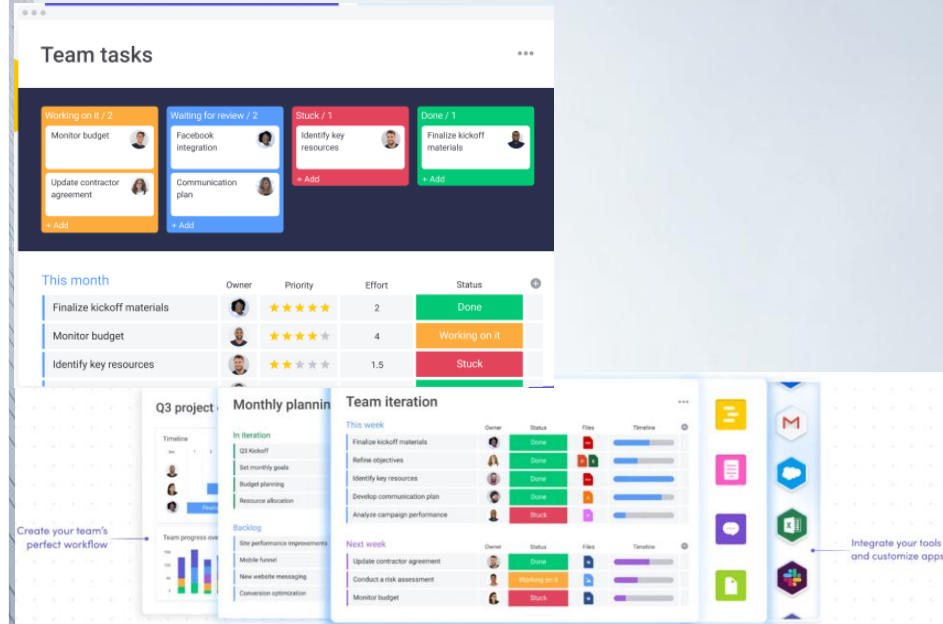 Team tasks
Working on it / 2
Monitor budget
Update contractor
agreement
+ Add
Waiting for review / 2
Facebook
integration
Communication
plan
+ Add
Stuck / 1
Identify key
resources
+ Add
Done / 1
Finalize kickoff
materials
+ Add
This month Owner Priority Effort Status
Finalize kickoff materials 2 Done
Monitor budget 4 Working on it
Identify key resources 1.5 Stuck
Create your team's
perfect workflow
Q3 project
Timeline
Team progress
Monthly plannin
In iteration
Q3 Kickoff
Set monthly goals
Budget planning
Resource allocation
Backlog
Site performance improvements
Mobile funnel
New website messaging
Conversion optimization
Team iteration
This week Owner Status Files Timeline
Finalize kickoff materials Done
Refine objectives Done
Identify key resources Done
Develop communication plan Done
Analyze campaign performance Stuck
Next week Owner Status Files Timeline
Update contractor agreement Done
Conduct a risk assessment Working on it
Monitor budget Stuck
Integrate your tools
and customize apps